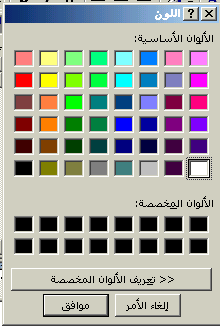 اللون
الألوان الأساسية:
الألوان المخصصة:
تعريف الألوان المخصصة >>
موافق
إلغاء الأمر